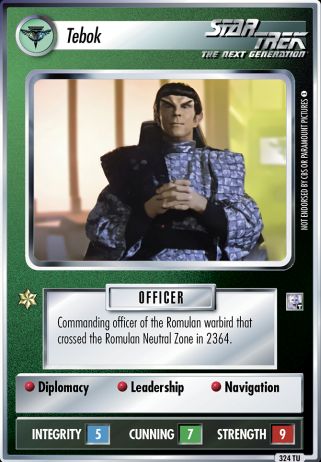 Tebok
STAR TREK
THE NEXT GENERATION
NOT ENDORSED BY CBS OR PARAMOUNT PICTURES
OFFICER
Commanding officer of the Romulan warbird that
crossed the Romulan Neutral Zone in 2364.
Diplomacy Leadership Navigation
INTEGRITY 5 CUNNING 7 STRENGTH 9
324 TU